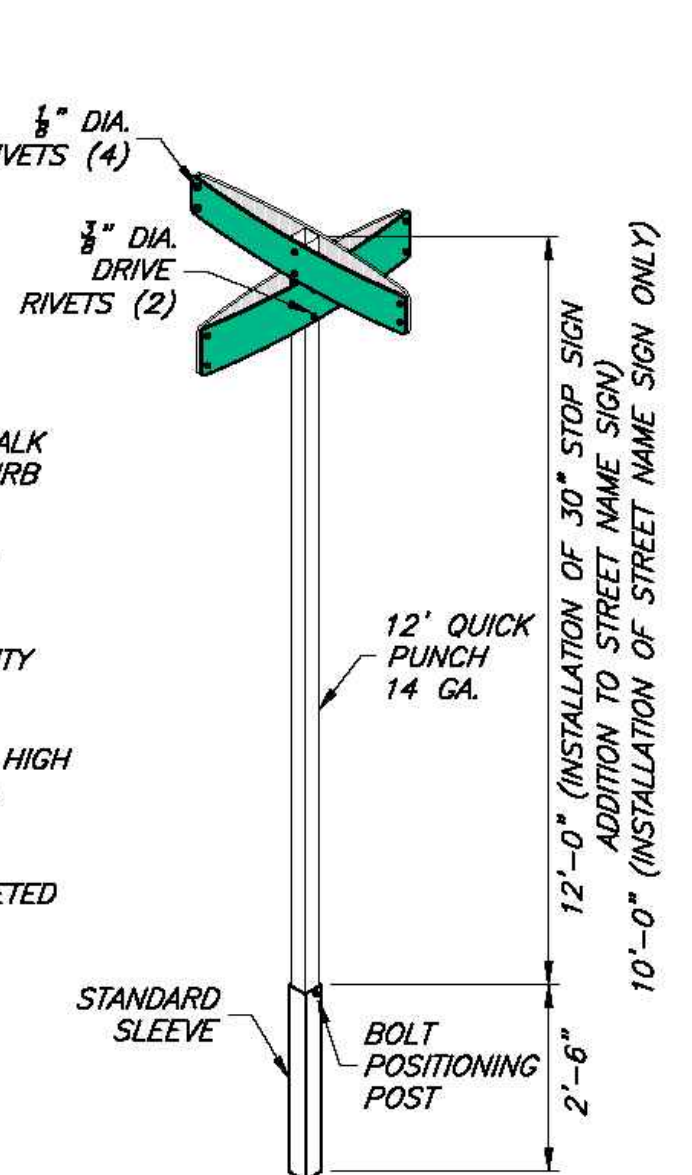 1/8" DIA.
(4)
3/8" DIA.
DRIVE
RIVETS (2)
12' QUICK
PUNCH
14 GA.
HIGH
STANDARD
SLEEVE
BOLT
POSITIONING
POST
12'-0" (INSTALLATION OF 30" STOP SIGN
ADDITION TO STREET NAME SIGN)
10'-0" (INSTALLATION OF STREET NAME SIGN ONLY)
2'-6"